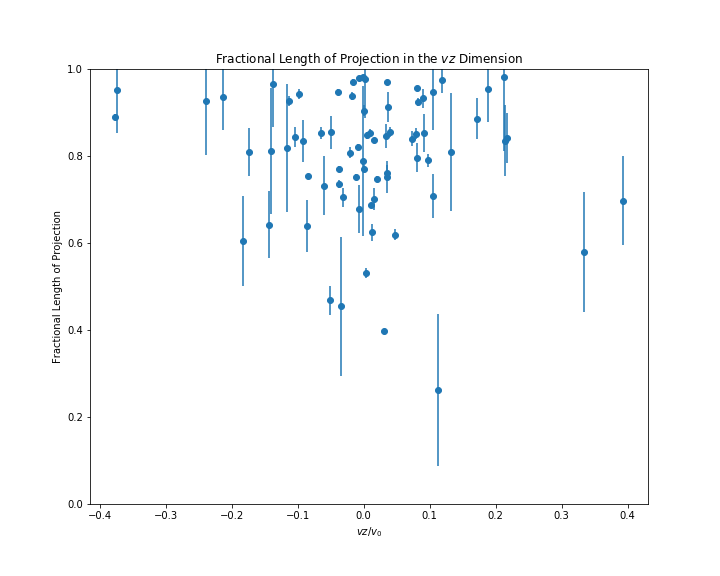 Fractional Length of Projection in the vz Dimension
1.0
0.8
0.6
0.4
0.2
0.0
Fractional Length of Projection
−0.4 −0.3 −0.2 −0.1 0.0 0.1 0.2 0.3 0.4
vz/v₀